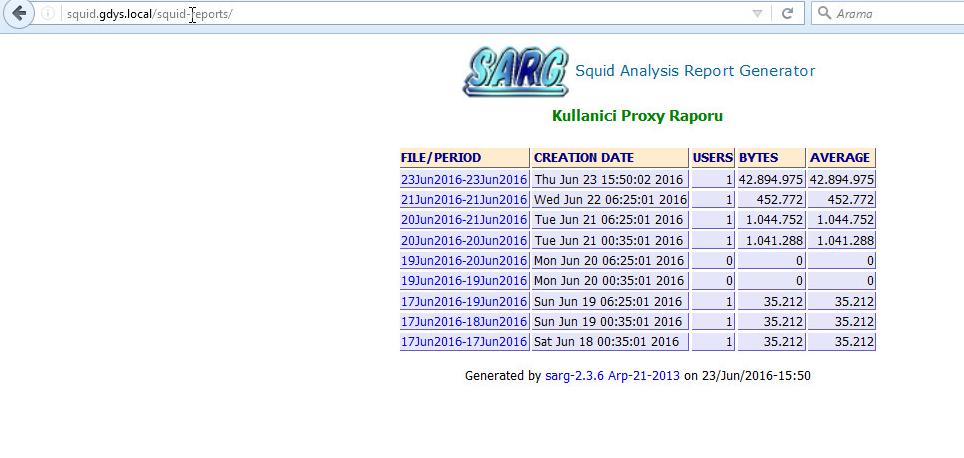 squid.gdys.local/squid-reports/
Arama
SARG Squid Analysis Report Generator
Kullanici Proxy Raporu
FILE/PERIOD CREATION DATE USERS BYTES AVERAGE
23Jun2016-23Jun2016 Thu Jun 23 15:50:02 2016 1 42.894.975 42.894.975
21Jun2016-21Jun2016 Wed Jun 22 06:25:01 2016 1 452.772 452.772
20Jun2016-21Jun2016 Tue Jun 21 06:25:01 2016 1 1.044.752 1.044.752
20Jun2016-20Jun2016 Tue Jun 21 00:35:01 2016 1 1.041.288 1.041.288
19Jun2016-20Jun2016 Mon Jun 20 06:25:01 2016 0 0 0
19Jun2016-19Jun2016 Mon Jun 20 00:35:01 2016 0 0 0
17Jun2016-19Jun2016 Sun Jun 19 06:25:01 2016 1 35.212 35.212
17Jun2016-18Jun2016 Sun Jun 19 00:35:01 2016 1 35.212 35.212
17Jun2016-17Jun2016 Sat Jun 18 00:35:01 2016 1 35.212 35.212
Generated by sarg-2.3.6 Arp-21-2013 on 23/Jun/2016-15:50